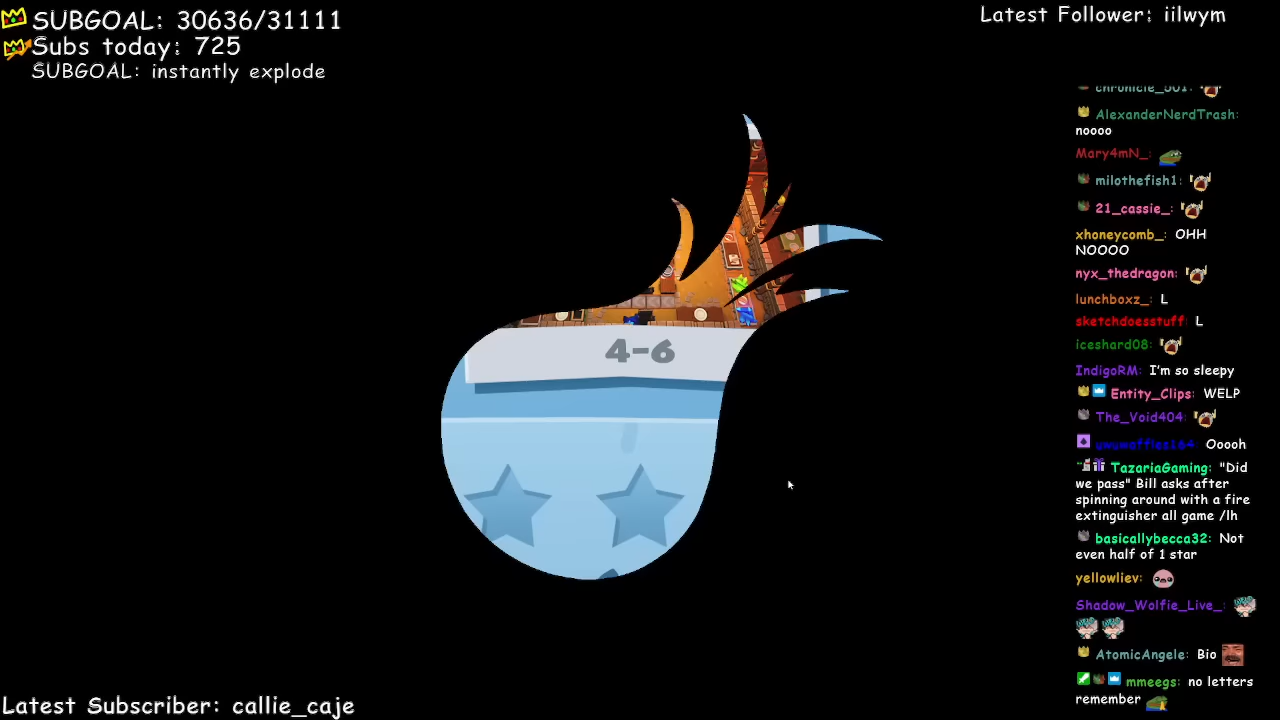 SUBGOAL: 30636/31111
Subs today: 725
SUBGOAL: instantly explode
Latest Follower: iilwym
4-6
chronicle_501:
AlexanderNerdTrash:
noooo
Mary4mN_:
milothefish1:
21_cassie_:
xhoneycomb_: OHH
NOOOO
nyx_thedragon:
lunchboxz_: L
sketchdoesstuff: L
iceshard08:
IndigoRM: I'm so sleepy
Entity_Clips: WELP
The_Void404:
uwuwaffles164: Ooooh
TazariaGaming: "Did
we pass" Bill asks after
spinning around with a fire
extinguisher all game /lh
basicallybecca32: Not
even half of 1 star
yellowliev:
Shadow_Wolfie_Live_:
AtomicAngele: Bio
mmeegs: no letters
remember
Latest Subscriber: callie_caje